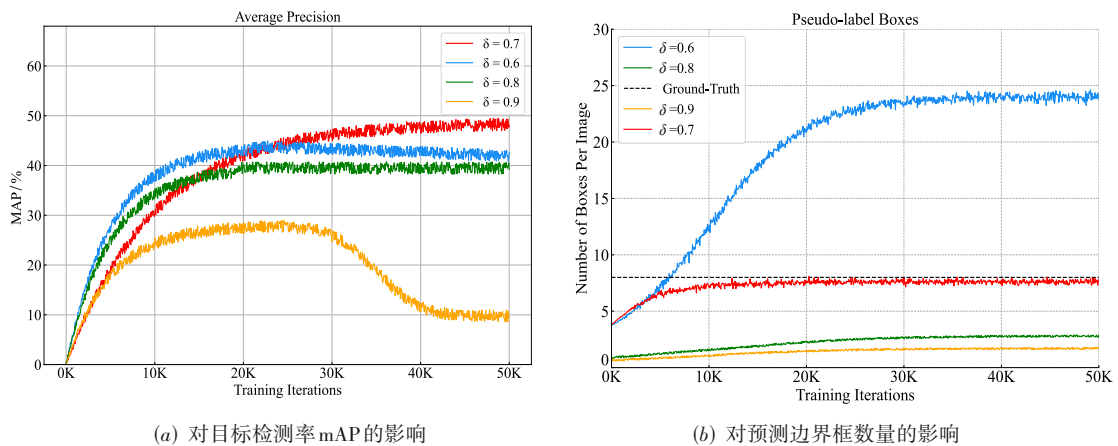 Average Precision
MAP/%
60
50
40
30
20
10
0
δ = 0.7
δ = 0.6
δ = 0.8
δ = 0.9
0K 10K 20K 30K 40K 50K
Training Iterations
(a) 对目标检测率mAP的影响
Pseudo-label Boxes
Number of Boxes Per Image
30
25
20
15
10
8
5
0
δ=0.6
δ=0.8
Ground-Truth
δ=0.9
δ=0.7
0K 10K 20K 30K 40K 50K
Training Iterations
(b) 对预测边界框数量的影响